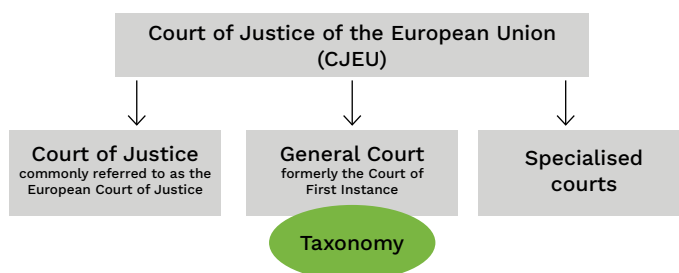 Court of Justice of the European Union
(CJEU)
Court of Justice
commonly referred to as the
European Court of Justice
General Court
formerly the Court of
First Instance
Taxonomy
Specialised
courts